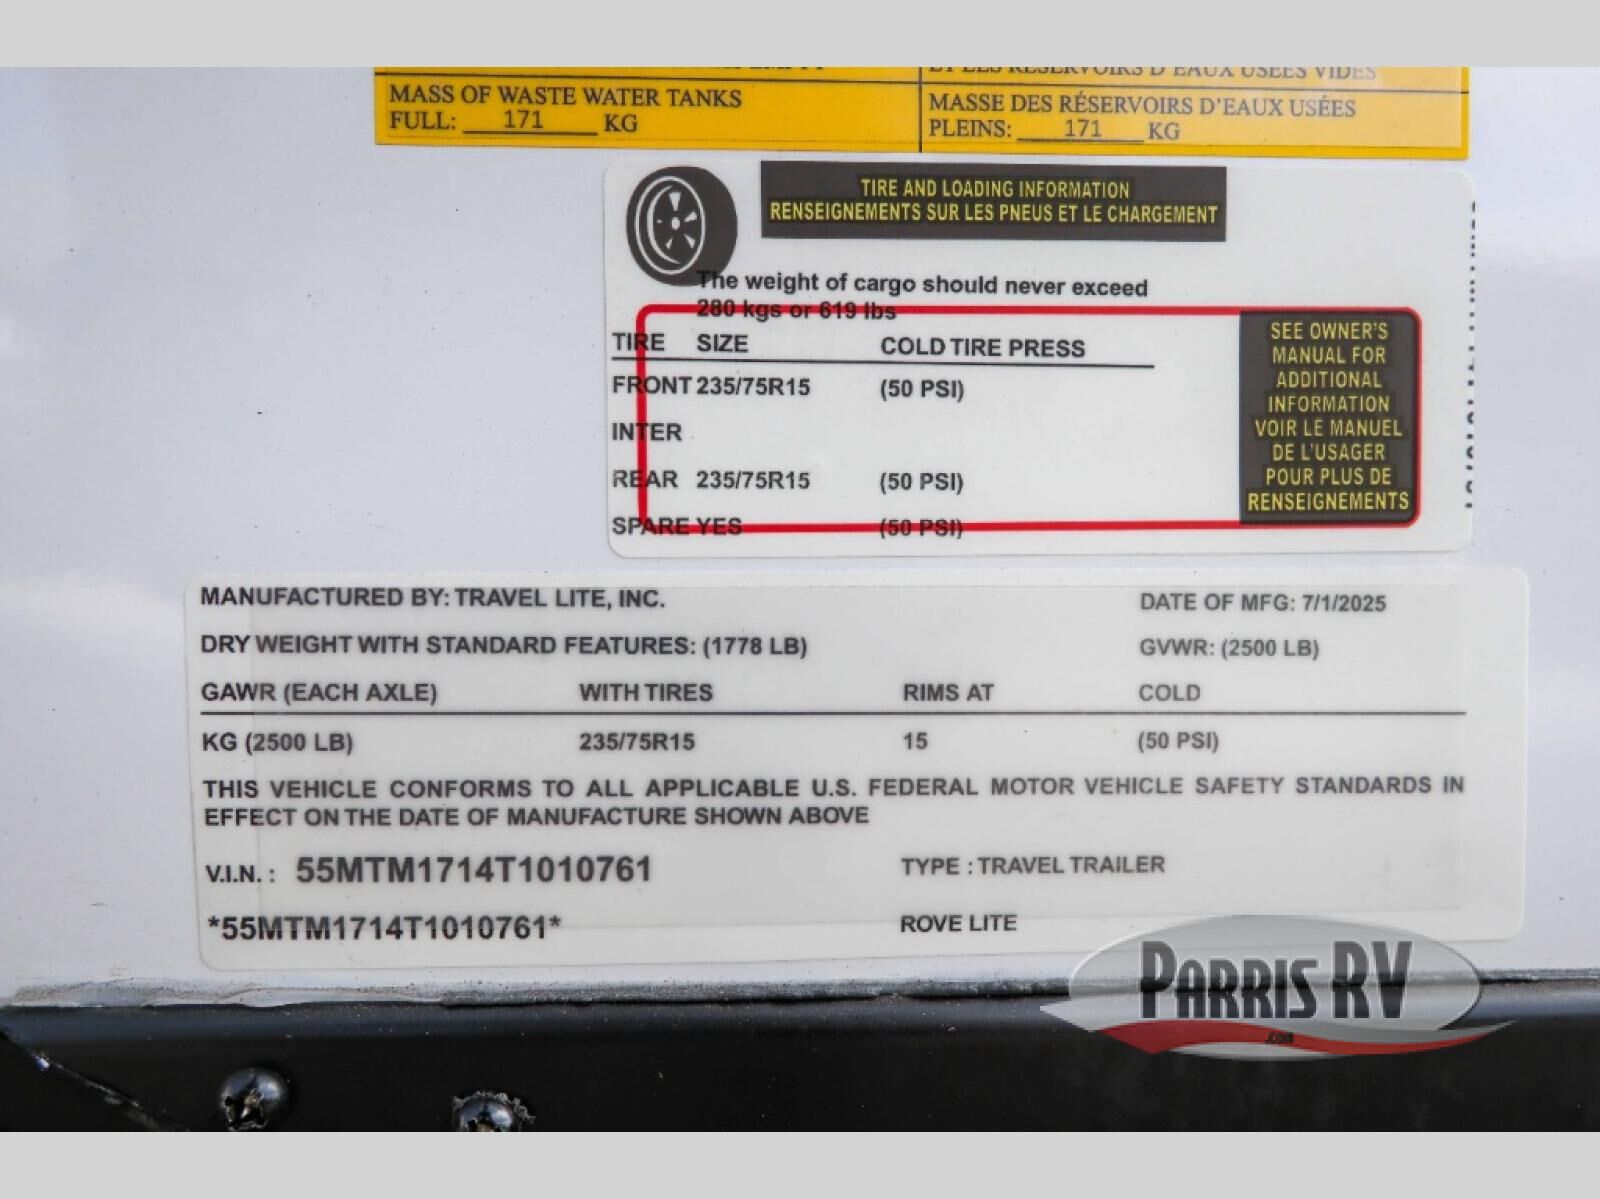 ET LES RÉSERVOIRS D'EAUX USÉES VIDES
MASS OF WASTE WATER TANKS
FULL: 171 KG
MASSE DES RÉSERVOIRS D'EAUX USÉES
PLEINS: 171 KG
TIRE AND LOADING INFORMATION
RENSEIGNEMENTS SUR LES PNEUS ET LE CHARGEMENT
The weight of cargo should never exceed
280 kgs or 619 lbs
TIRE SIZE COLD TIRE PRESS
FRONT 235/75R15 (50 PSI)
INTER
REAR 235/75R15 (50 PSI)
SPARE YES (50 PSI)
SEE OWNER'S
MANUAL FOR
ADDITIONAL
INFORMATION
VOIR LE MANUEL
DE L'USAGER
POUR PLUS DE
RENSEIGNEMENTS
MANUFACTURED BY: TRAVEL LITE, INC. DATE OF MFG: 7/1/2025
DRY WEIGHT WITH STANDARD FEATURES: (1778 LB) GVWR: (2500 LB)
GAWR (EACH AXLE) WITH TIRES RIMS AT COLD
KG (2500 LB) 235/75R15 15 (50 PSI)
THIS VEHICLE CONFORMS TO ALL APPLICABLE U.S. FEDERAL MOTOR VEHICLE SAFETY STANDARDS IN
EFFECT ON THE DATE OF MANUFACTURE SHOWN ABOVE
V.I.N. : 55MTM1714T1010761 TYPE : TRAVEL TRAILER
*55MTM1714T1010761* ROVE LITE
PARRIS RV
.COM